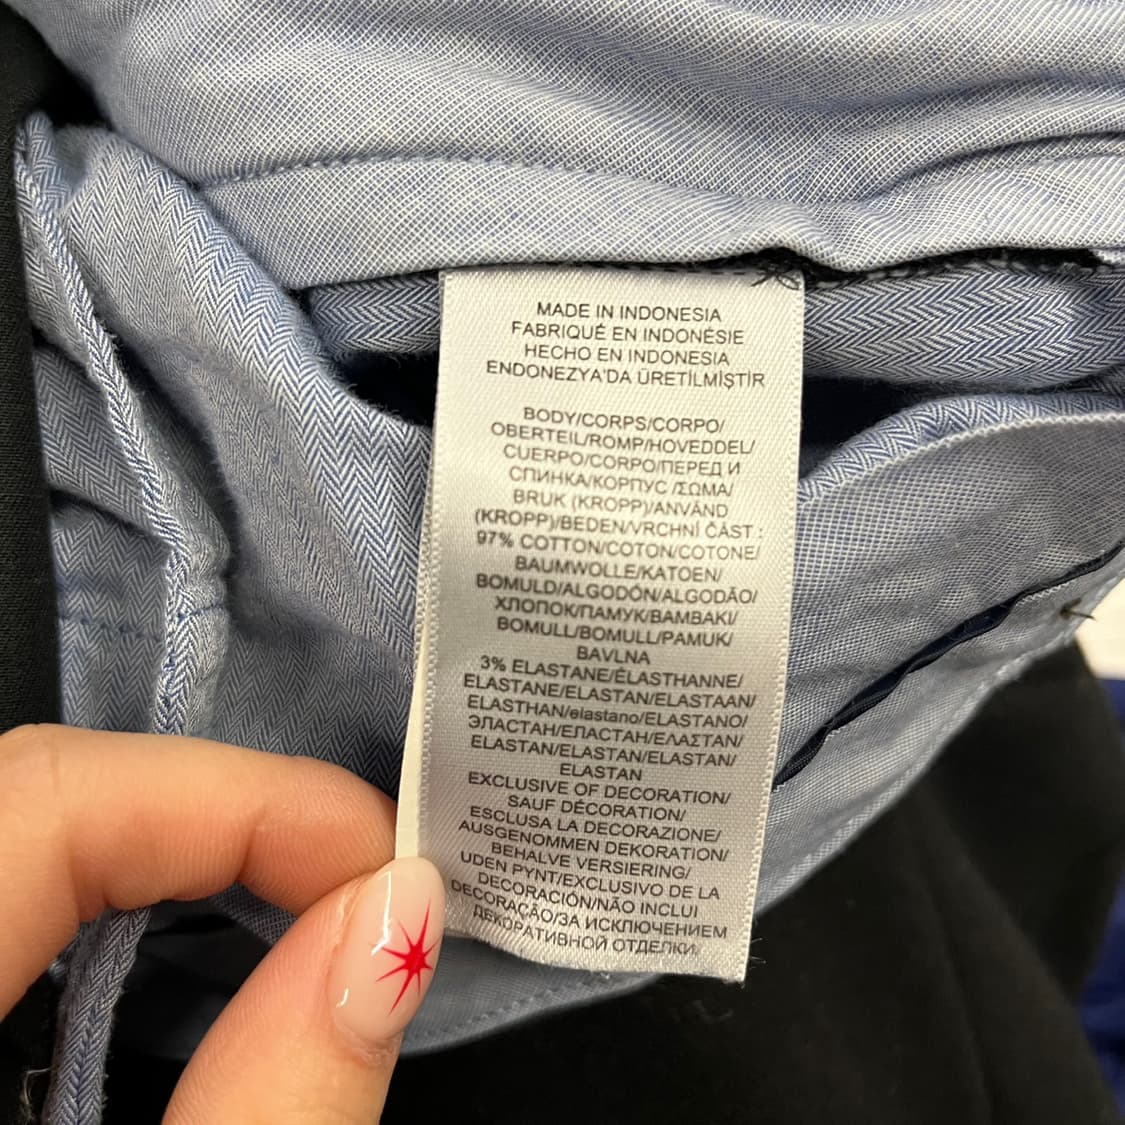 MADE IN INDONESIA
FABRIQUÉ EN INDONÉSIE
HECHO EN INDONESIA
ENDONEZYA'DA ÜRETİLMİŞTİR
BODY/CORPS/CORPO/
OBERTEIL/ROMP/HOVEDDEL/
CUERPO/CORPO/ПЕРЕД И
СПИНКА/КОРПУС /ΣΩΜΑ/
BRUK (KROPP)/ANVÄND
(KROPP)/BEDEN/VRCHNÍ ČÁST :
97% COTTON/COTON/COTONE/
BAUMWOLLE/KATOEN/
BOMULD/ALGODÓN/ALGODÃO/
ХЛОПОК/ПАМУК/ΒΑΜΒΑΚΙ/
BOMULL/BOMULL/PAMUK/
BAVLNA
3% ELASTANE/ÉLASTHANNE/
ELASTANE/ELASTAN/ELASTAAN/
ELASTHAN/elastano/ELASTANO/
ЭЛАСТАН/ЕЛАСТАН/ΕΛΑΣΤΑΝ/
ELASTAN/ELASTAN/ELASTAN/
ELASTAN
EXCLUSIVE OF DECORATION/
SAUF DÉCORATION/
ESCLUSA LA DECORAZIONE/
AUSGENOMMEN DEKORATION/
BEHALVE VERSIERING/
UDEN PYNT/EXCLUSIVO DE LA
DECORACIÓN/NÃO INCLUI
DECORAÇÃO/ЗА ИСКЛЮЧЕНИЕМ
ДЕКОРАТИВНОЙ ОТДЕЛКИ.